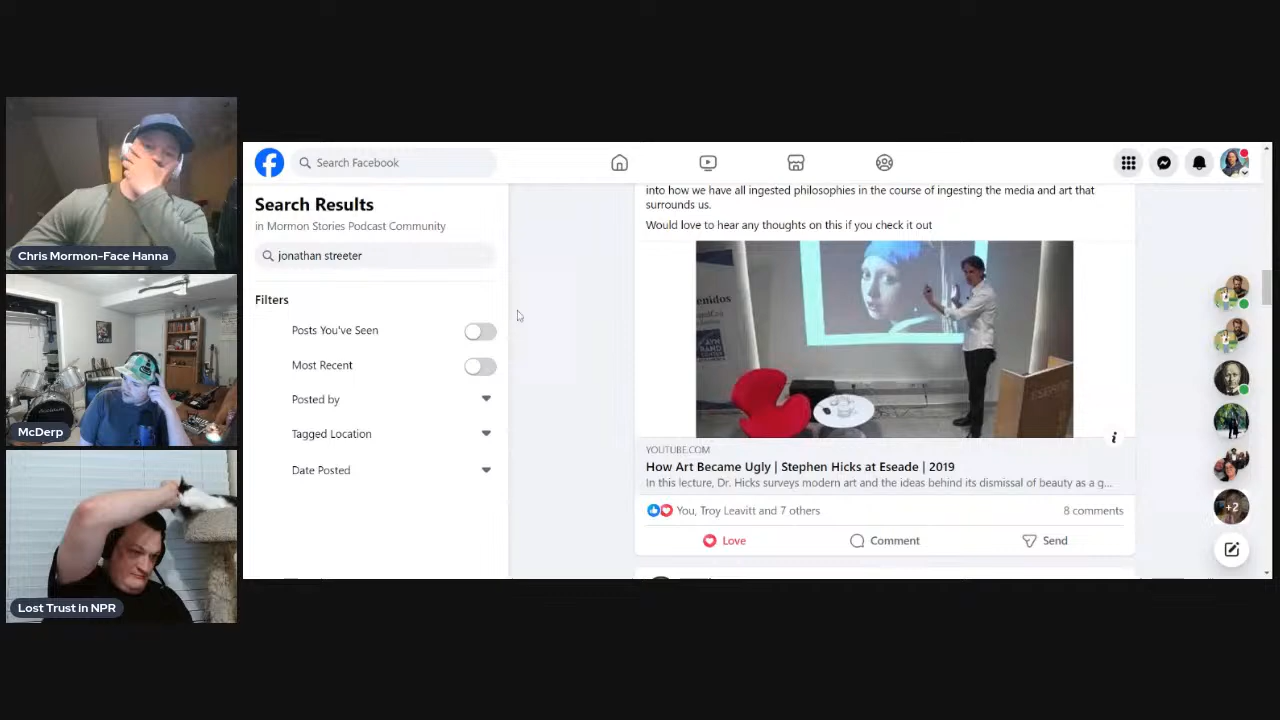 Chris Mormon-Face Hanna
McDerp
Lost Trust in NPR
Search Facebook
Search Results
in Mormon Stories Podcast Community
jonathan streeter
Filters
Posts You've Seen
Most Recent
Posted by
Tagged Location
Date Posted
into how we have all ingested philosophies in the course of ingesting the media and art that
surrounds us.
Would love to hear any thoughts on this if you check it out
YOUTUBE.COM
How Art Became Ugly | Stephen Hicks at Eseade | 2019
In this lecture, Dr. Hicks surveys modern art and the ideas behind its dismissal of beauty as a g...
You, Troy Leavitt and 7 others
8 comments
Love
Comment
Send
+2